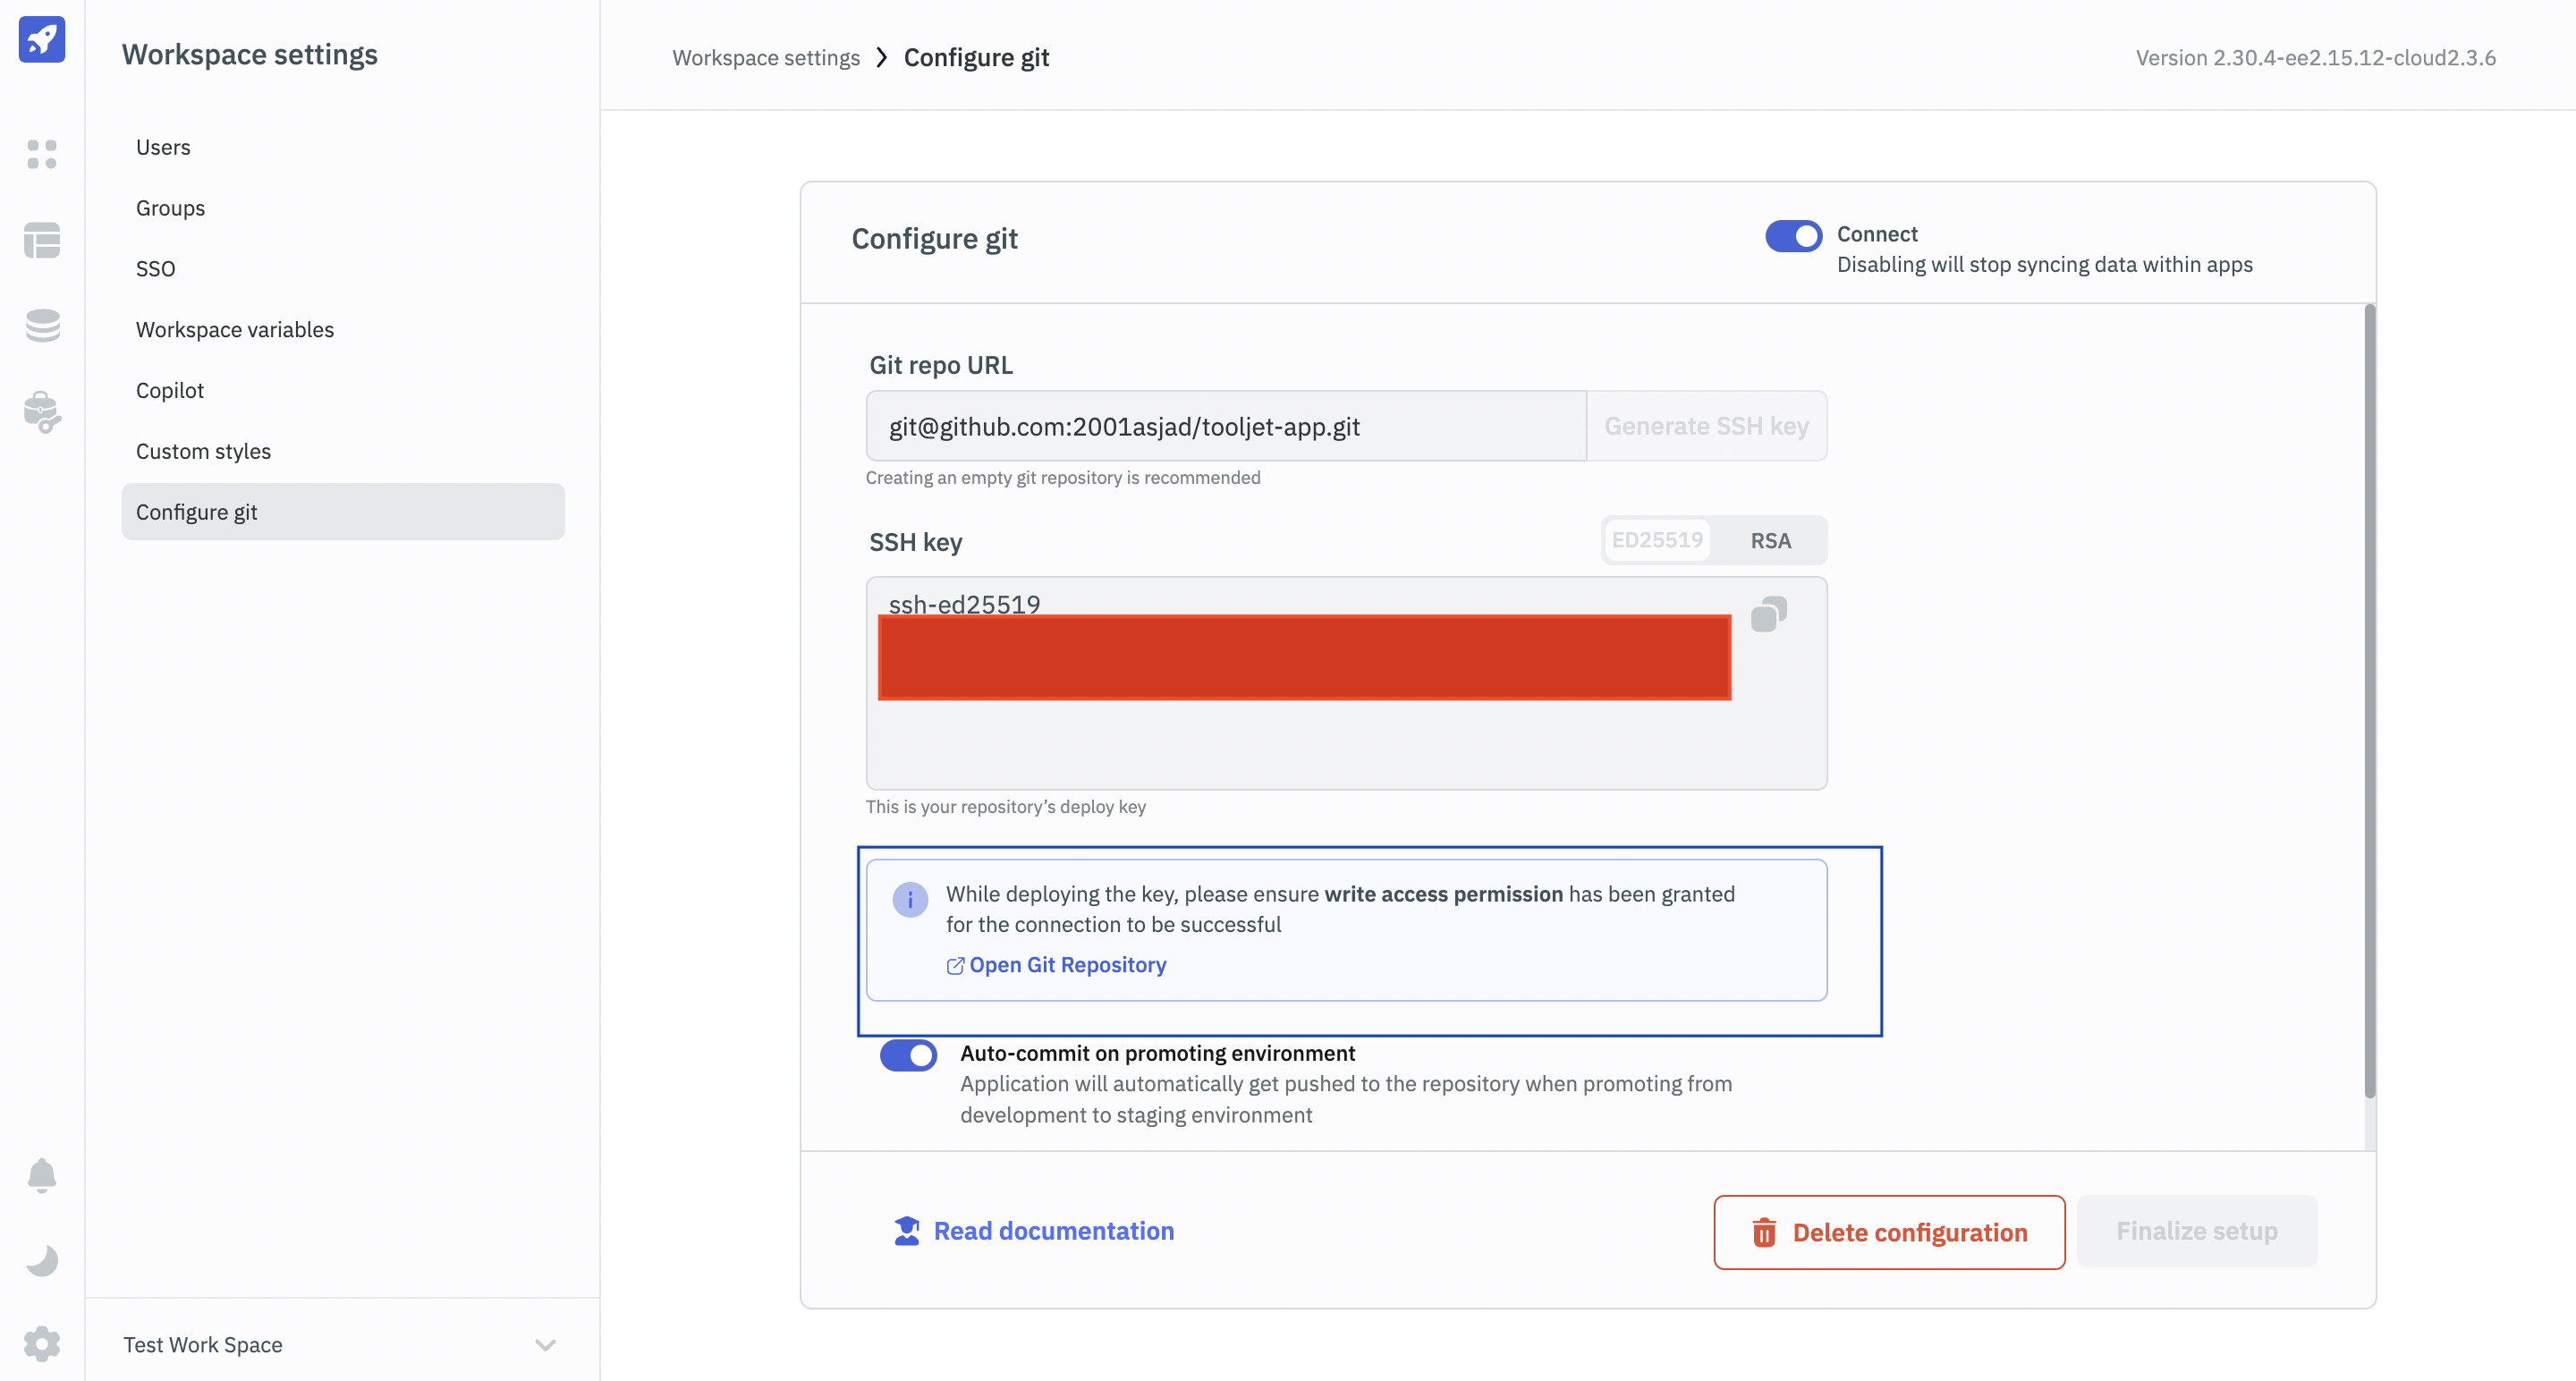 Workspace settings
Users
Groups
SSO
Workspace variables
Copilot
Custom styles
Configure git
Test Work Space
Workspace settings
Configure git
Version 2.30.4-ee2.15.12-cloud2.3.6
Configure git
Connect
Disabling will stop syncing data within apps
Git repo URL
git@github.com:2001asjad/tooljet-app.git
Generate SSH key
Creating an empty git repository is recommended
SSH key
ED25519
RSA
ssh-ed25519
This is your repository’s deploy key
While deploying the key, please ensure write access permission has been granted
for the connection to be successful
Open Git Repository
Auto-commit on promoting environment
Application will automatically get pushed to the repository when promoting from
development to staging environment
Read documentation
Delete configuration
Finalize setup